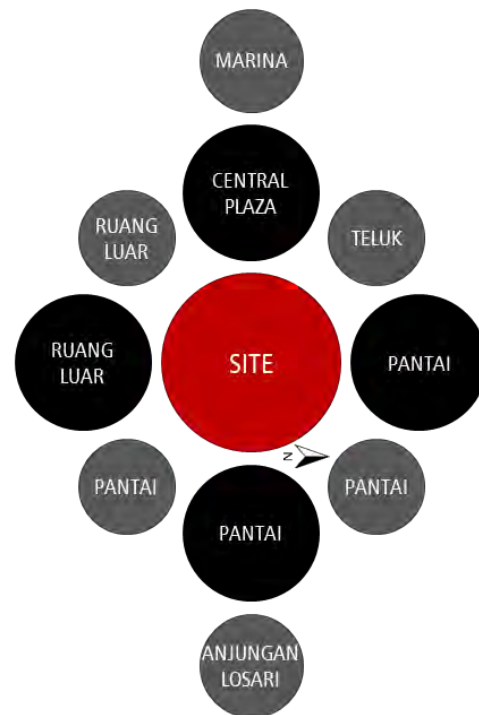 MARINA
CENTRAL
PLAZA
RUANG
LUAR
TELUK
RUANG
LUAR
SITE
PANTAI
N
PANTAI
PANTAI
PANTAI
ANJUNGAN
LOSARI